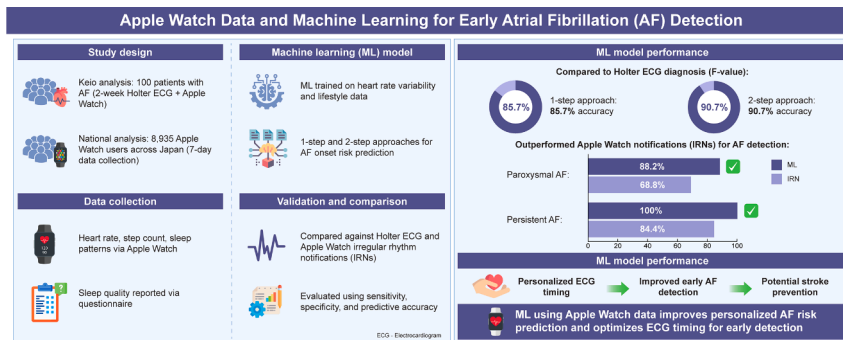 Apple Watch Data and Machine Learning for Early Atrial Fibrillation (AF) Detection
Study design
Keio analysis: 100 patients with
AF (2-week Holter ECG + Apple
Watch)
National analysis: 8,935 Apple
Watch users across Japan (7-day
data collection)
Data collection
Heart rate, step count, sleep
patterns via Apple Watch
Sleep quality reported via
questionnaire
Machine learning (ML) model
ML trained on heart rate variability
and lifestyle data
1-step and 2-step approaches for
AF onset risk prediction
Validation and comparison
Compared against Holter ECG and
Apple Watch irregular rhythm
notifications (IRNs)
Evaluated using sensitivity,
specificity, and predictive accuracy
ECG - Electrocardiogram
ML model performance
Compared to Holter ECG diagnosis (F-value):
85.7%
1-step approach:
85.7% accuracy
90.7%
2-step approach:
90.7% accuracy
Outperformed Apple Watch notifications (IRNs) for AF detection:
ML
IRN
Paroxysmal AF:
88.2%
68.8%
Persistent AF:
100%
84.4%
0 20 40 60 80 100
ML model performance
Personalized ECG
timing
Improved early AF
detection
Potential stroke
prevention
ML using Apple Watch data improves personalized AF risk
prediction and optimizes ECG timing for early detection